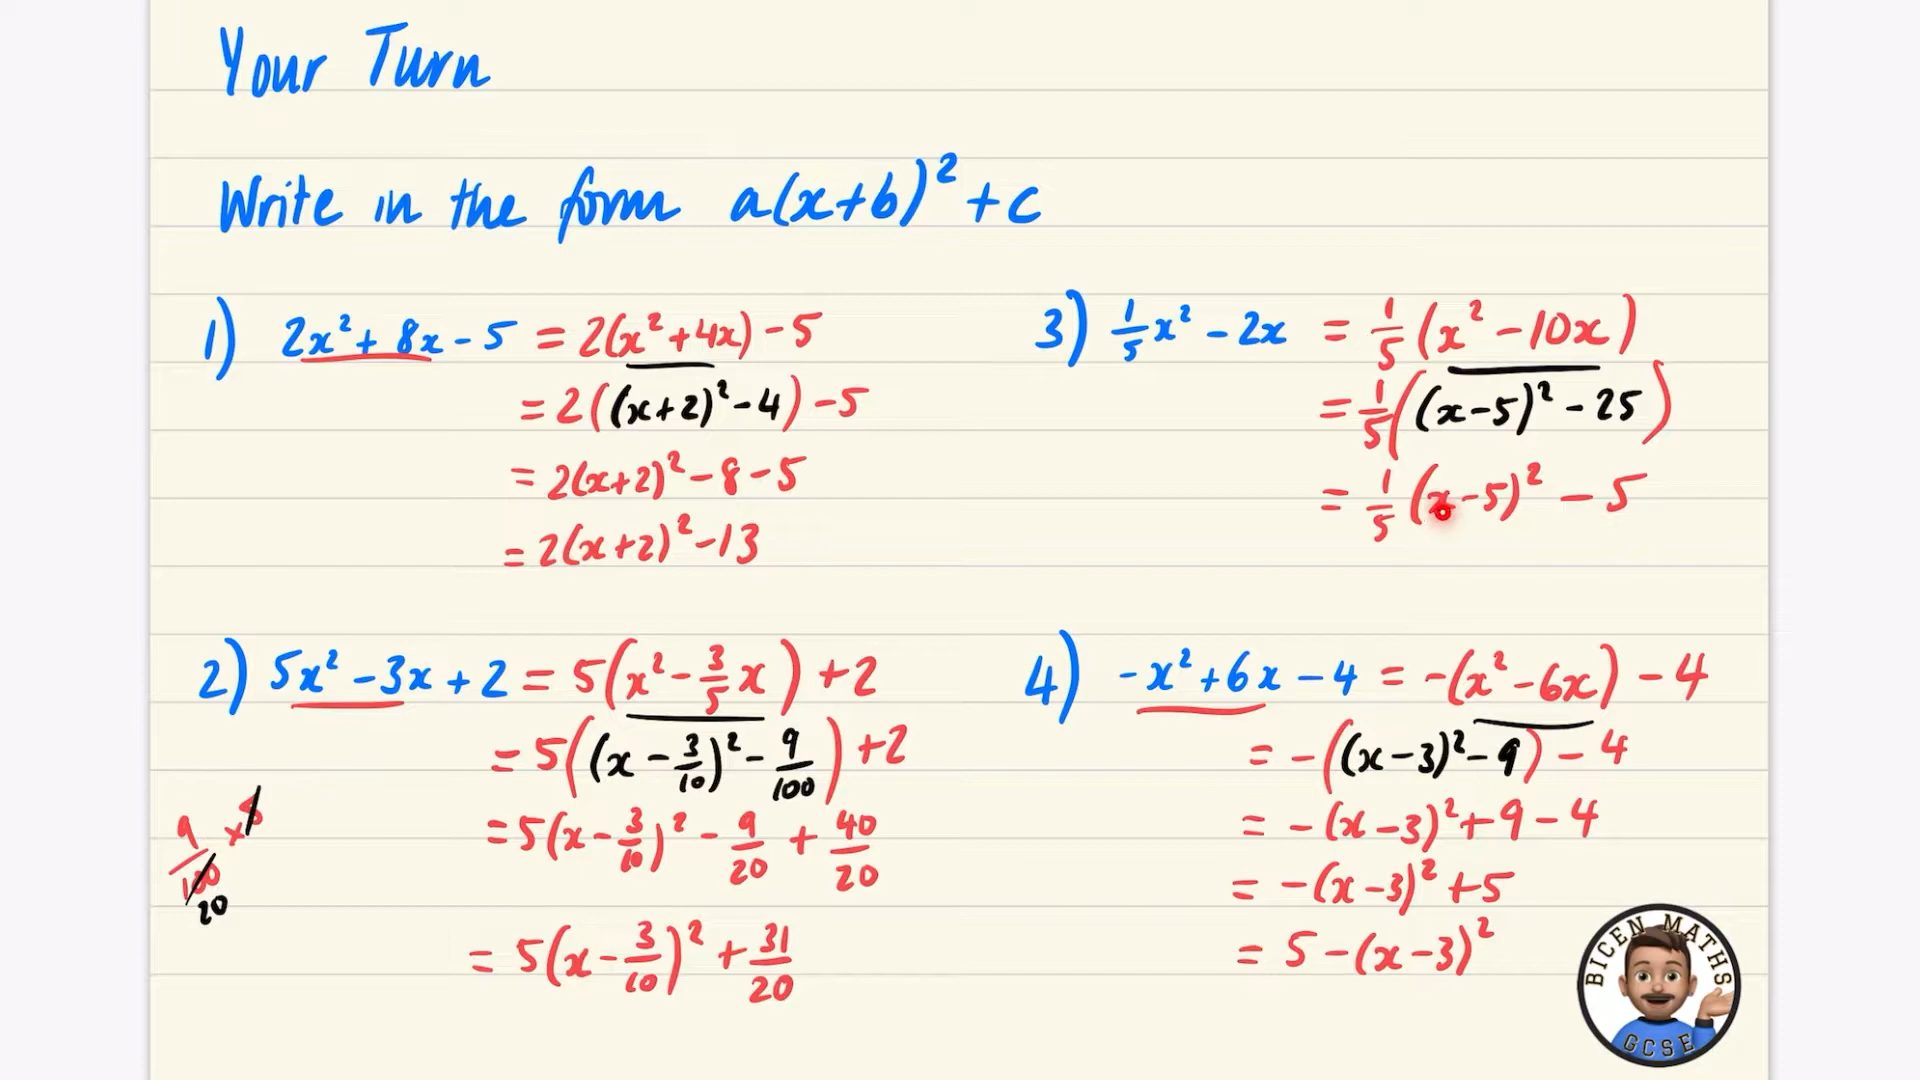 Your Turn
Write in the form a(x+b)² + c
1) 2x² + 8x - 5 = 2(x² + 4x) - 5
= 2((x+2)² - 4) - 5
= 2(x+2)² - 8 - 5
= 2(x+2)² - 13
2) 5x² - 3x + 2 = 5(x² - 3/5 x) + 2
= 5((x - 3/10)² - 9/100) + 2
= 5(x - 3/10)² - 9/20 + 40/20
= 5(x - 3/10)² + 31/20
9/100 × 5
20
3) 1/5 x² - 2x = 1/5 (x² - 10x)
= 1/5 ((x-5)² - 25)
= 1/5 (x-5)² - 5
4) -x² + 6x - 4 = -(x² - 6x) - 4
= -((x-3)² - 9) - 4
= -(x-3)² + 9 - 4
= -(x-3)² + 5
= 5 - (x-3)²
BICEN MATHS
GCSE